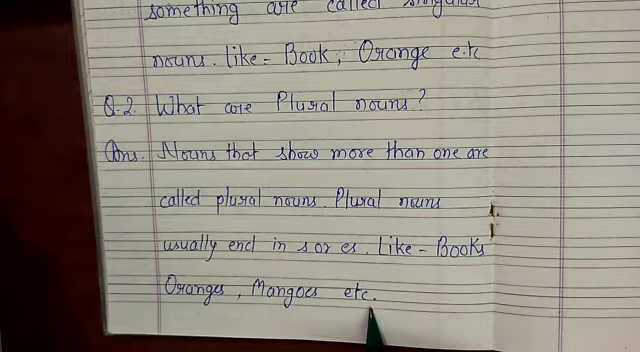 something are called singular
nouns. Like - Book, Orange etc
Q.2. What are Plural nouns?
Ans. Nouns that show more than one are
called plural nouns. Plural nouns
usually end in s or es. Like - Books
Oranges, Mangoes etc.